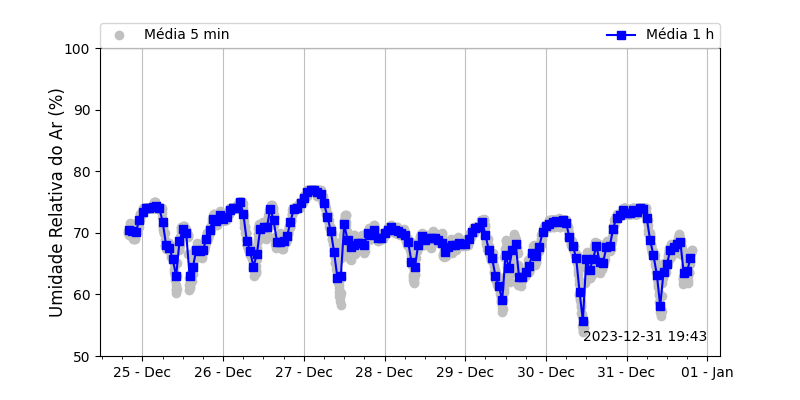 Média 5 min
Média 1 h
Umidade Relativa do Ar (%)
100
90
80
70
60
50
2023-12-31 19:43
25 - Dec
26 - Dec
27 - Dec
28 - Dec
29 - Dec
30 - Dec
31 - Dec
01 - Jan